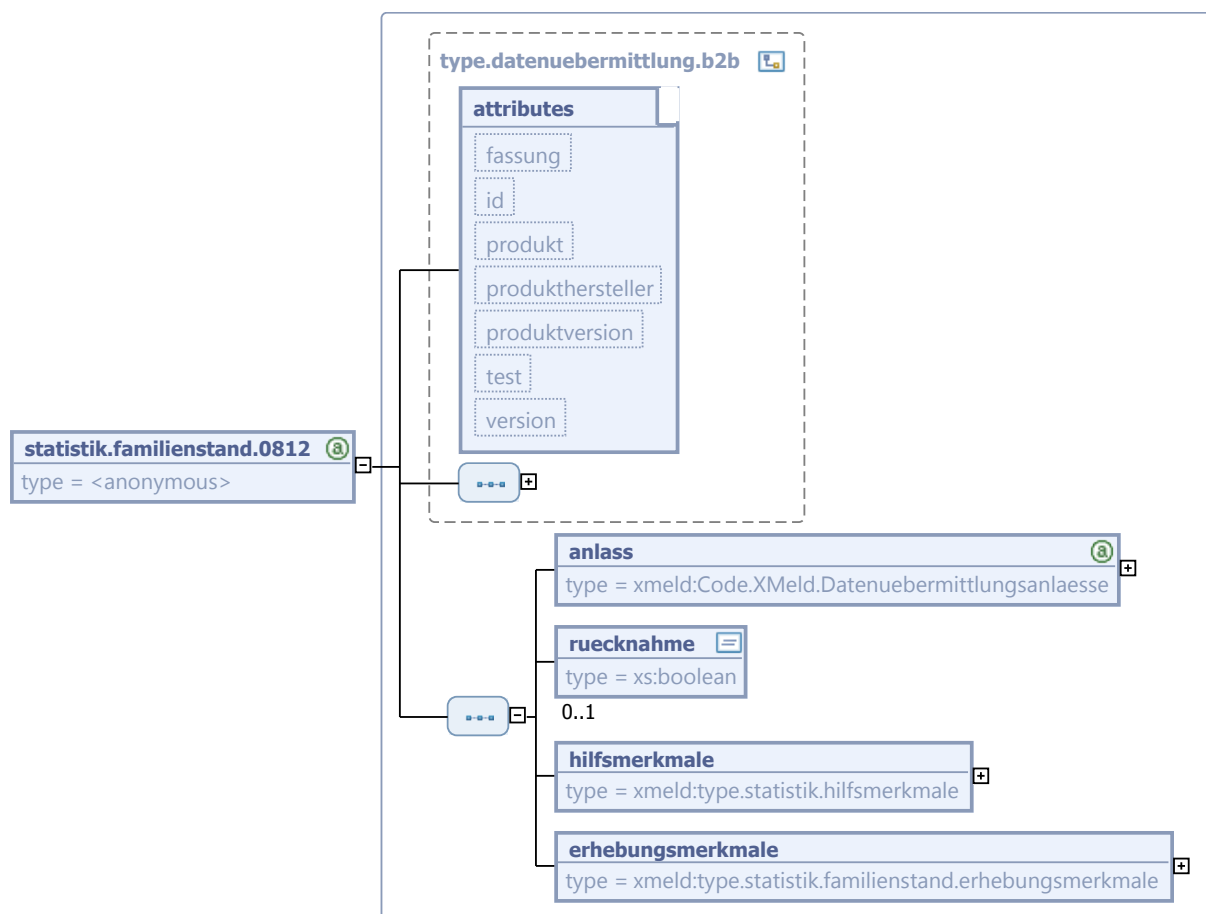 type.datenuebermittlung.b2b
attributes
fassung
id
produkt
produkthersteller
produktversion
test
version
statistik.familienstand.0812 a
type = <anonymous>
anlass a
type = xmeld:Code.XMeld.Datenuebermittlungsanlaesse
ruecknahme
type = xs:boolean
0..1
hilfsmerkmale
type = xmeld:type.statistik.hilfsmerkmale
erhebungsmerkmale
type = xmeld:type.statistik.familienstand.erhebungsmerkmale